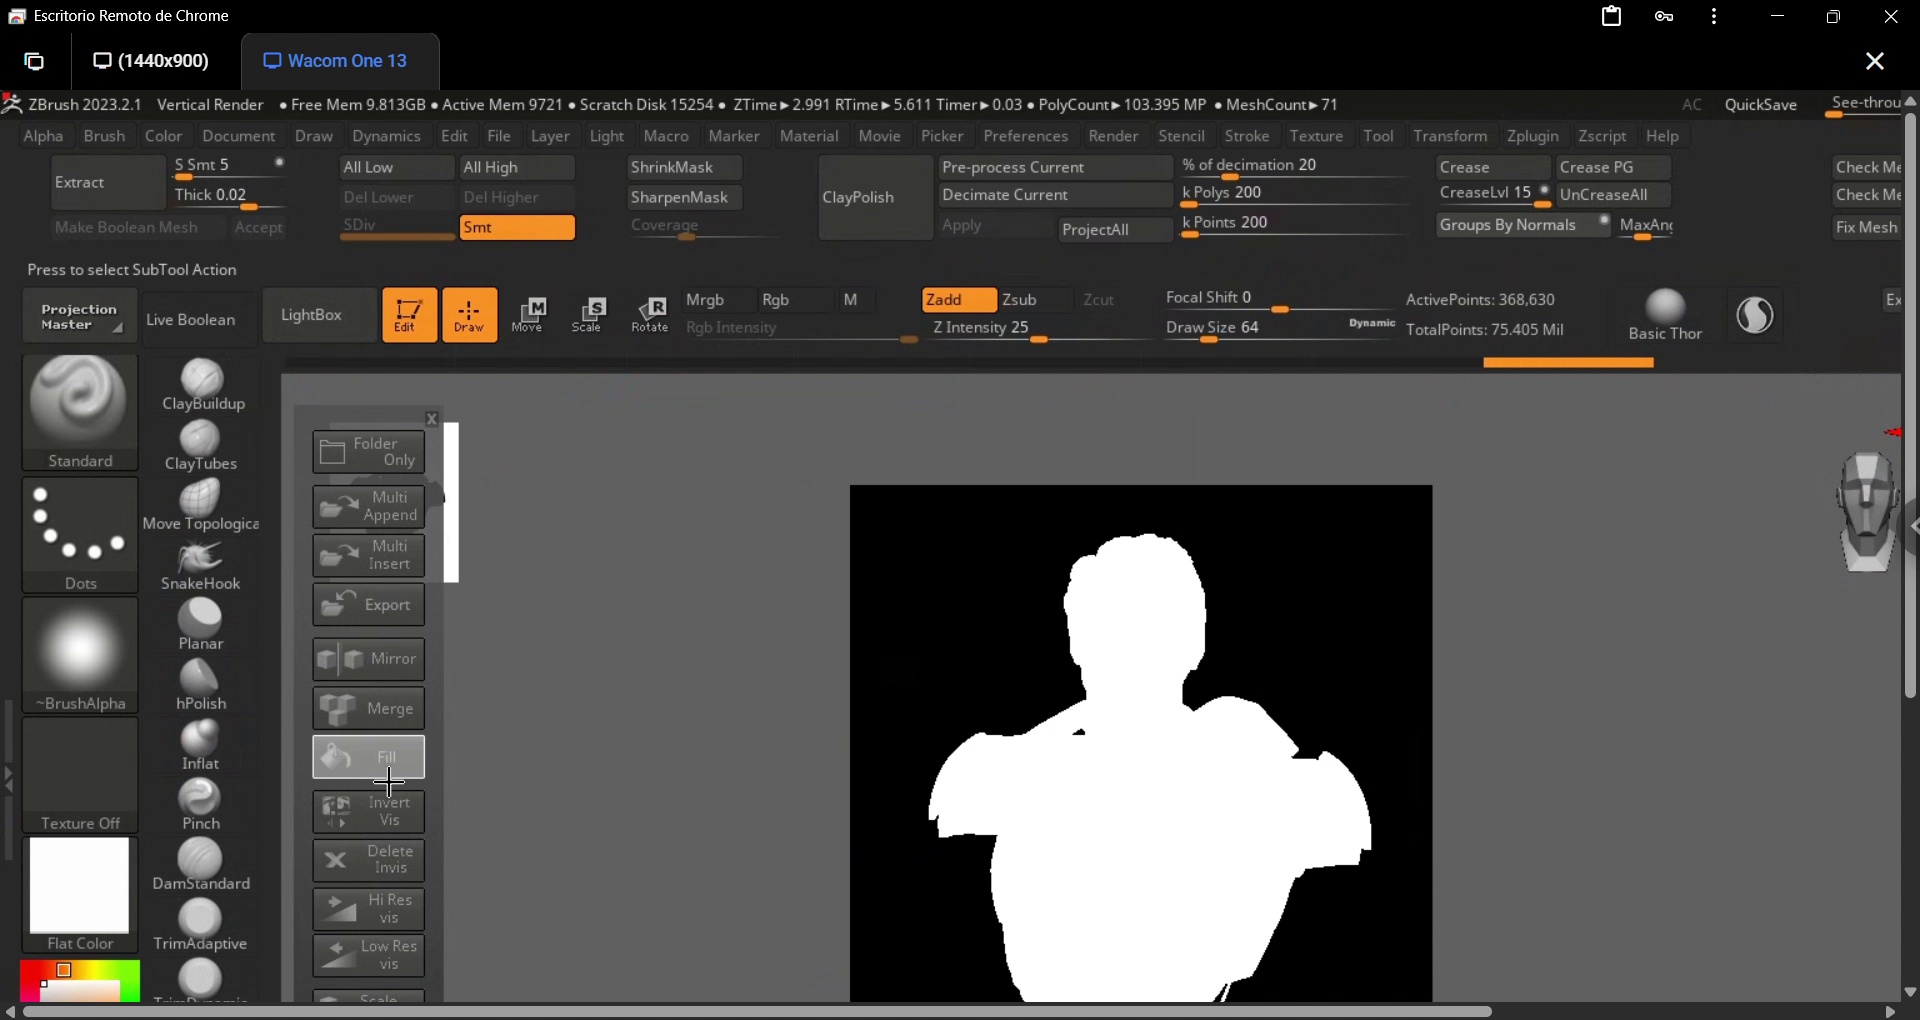 Escritorio Remoto de Chrome
(1440x900) Wacom One 13
ZBrush 2023.2.1 Vertical Render • Free Mem 9.813GB • Active Mem 9721 • Scratch Disk 15254 • ZTime▶2.991 RTime▶5.611 Timer▶0.03 • PolyCount▶103.395 MP • MeshCount▶71 AC QuickSave See-throu
Alpha Brush Color Document Draw Dynamics Edit File Layer Light Macro Marker Material Movie Picker Preferences Render Stencil Stroke Texture Tool Transform Zplugin Zscript Help
Extract S Smt 5 All Low All High ShrinkMask ClayPolish Pre-process Current % of decimation 20 Crease Crease PG Check Me
Thick 0.02 Del Lower Del Higher SharpenMask Decimate Current k Polys 200 CreaseLvl 15 UnCreaseAll Check Me
Make Boolean Mesh Accept SDiv Smt Coverage Apply ProjectAll k Points 200 Groups By Normals MaxAng Fix Mesh
Press to select SubTool Action
Projection
Master
Live Boolean
LightBox
Edit
Draw
M
Move
S
Scale
R
Rotate
Mrgb Rgb M
Rgb Intensity
Zadd Zsub Zcut
Z Intensity 25
Focal Shift 0
Draw Size 64 Dynamic
ActivePoints: 368,630
TotalPoints: 75.405 Mil
Basic Thor
Ex
Standard
Dots
~BrushAlpha
Texture Off
Flat Color
ClayBuildup
ClayTubes
Move Topologica
SnakeHook
Planar
hPolish
Inflat
Pinch
DamStandard
TrimAdaptive
TrimDynamic
X
Folder
Only
Multi
Append
Multi
Insert
Export
Mirror
Merge
Fill
Invert
Vis
Delete
Invis
Hi Res
vis
Low Res
vis
Scale